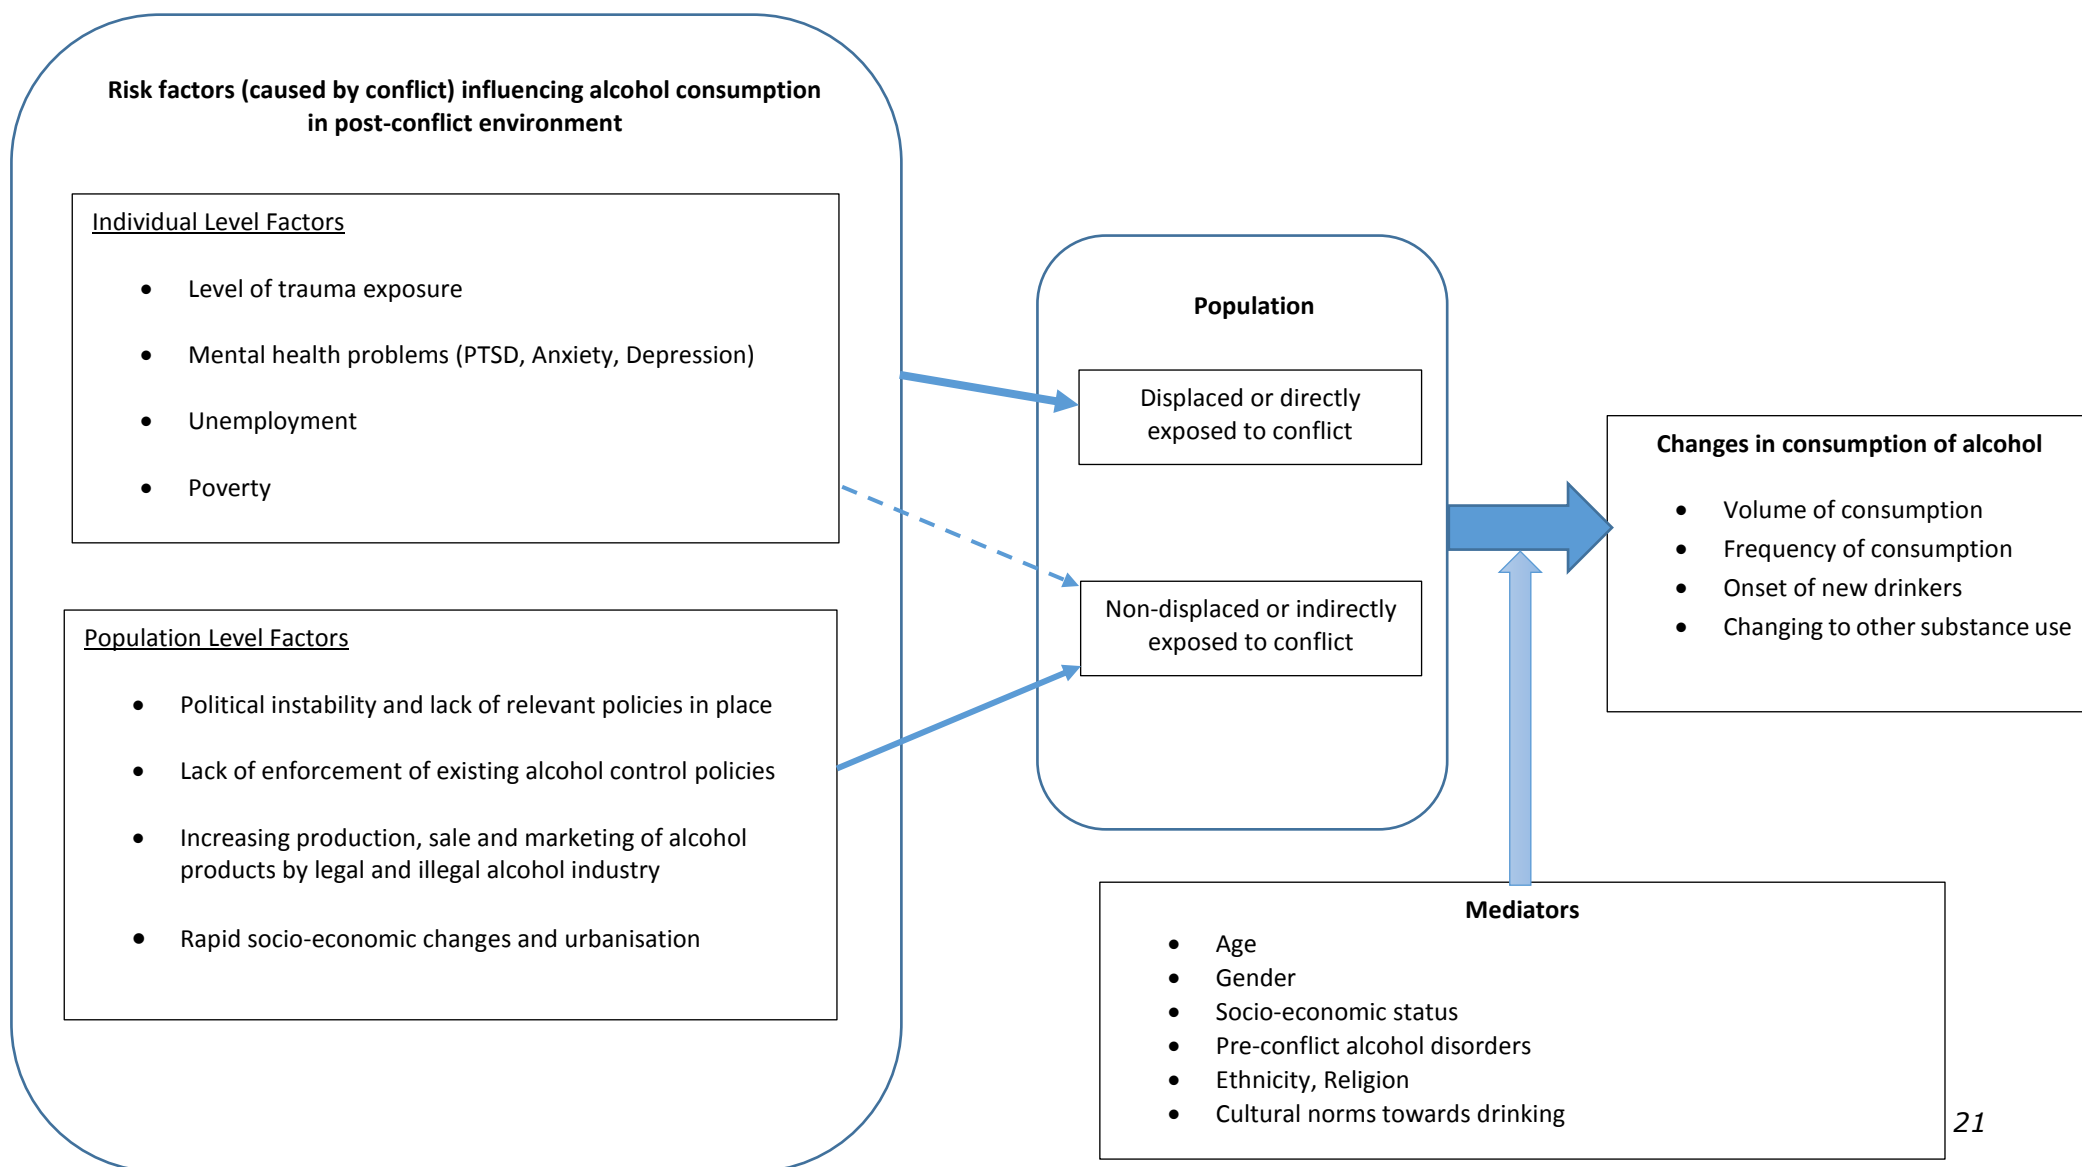 Risk factors (caused by conflict) influencing alcohol consumption
in post-conflict environment
Individual Level Factors
• Level of trauma exposure
• Mental health problems (PTSD, Anxiety, Depression)
• Unemployment
• Poverty
Population Level Factors
• Political instability and lack of relevant policies in place
• Lack of enforcement of existing alcohol control policies
• Increasing production, sale and marketing of alcohol
products by legal and illegal alcohol industry
• Rapid socio-economic changes and urbanisation
Population
Displaced or directly
exposed to conflict
Non-displaced or indirectly
exposed to conflict
Changes in consumption of alcohol
• Volume of consumption
• Frequency of consumption
• Onset of new drinkers
• Changing to other substance use
Mediators
• Age
• Gender
• Socio-economic status
• Pre-conflict alcohol disorders
• Ethnicity, Religion
• Cultural norms towards drinking
21